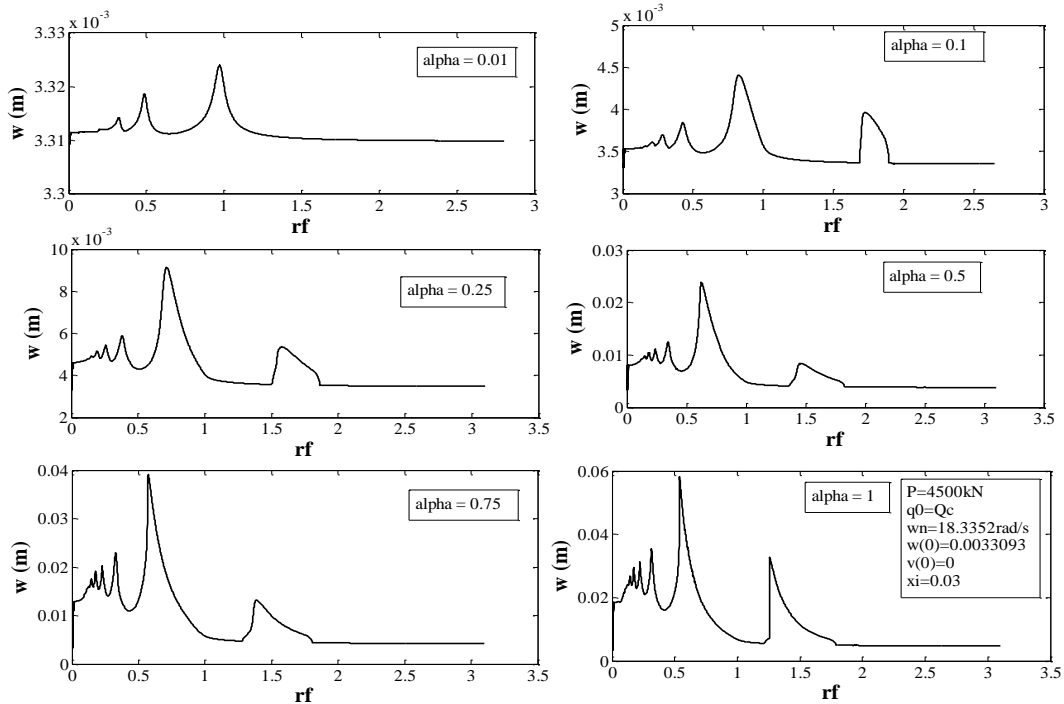 x 10⁻³
3.33
3.32
3.31
3.3
0 0.5 1 1.5 2 2.5 3
w (m)
rf
alpha = 0.01
x 10⁻³
5
4.5
4
3.5
3
0 0.5 1 1.5 2 2.5 3
w (m)
rf
alpha = 0.1
x 10⁻³
10
8
6
4
2
0 0.5 1 1.5 2 2.5 3 3.5
w (m)
rf
alpha = 0.25
0.03
0.02
0.01
0
0 0.5 1 1.5 2 2.5 3 3.5
w (m)
rf
alpha = 0.5
0.04
0.03
0.02
0.01
0
0 0.5 1 1.5 2 2.5 3 3.5
w (m)
rf
alpha = 0.75
0.06
0.04
0.02
0
0 0.5 1 1.5 2 2.5 3 3.5
w (m)
rf
alpha = 1
P=4500kN
q0=Qc
wn=18.3352rad/s
w(0)=0.0033093
v(0)=0
xi=0.03